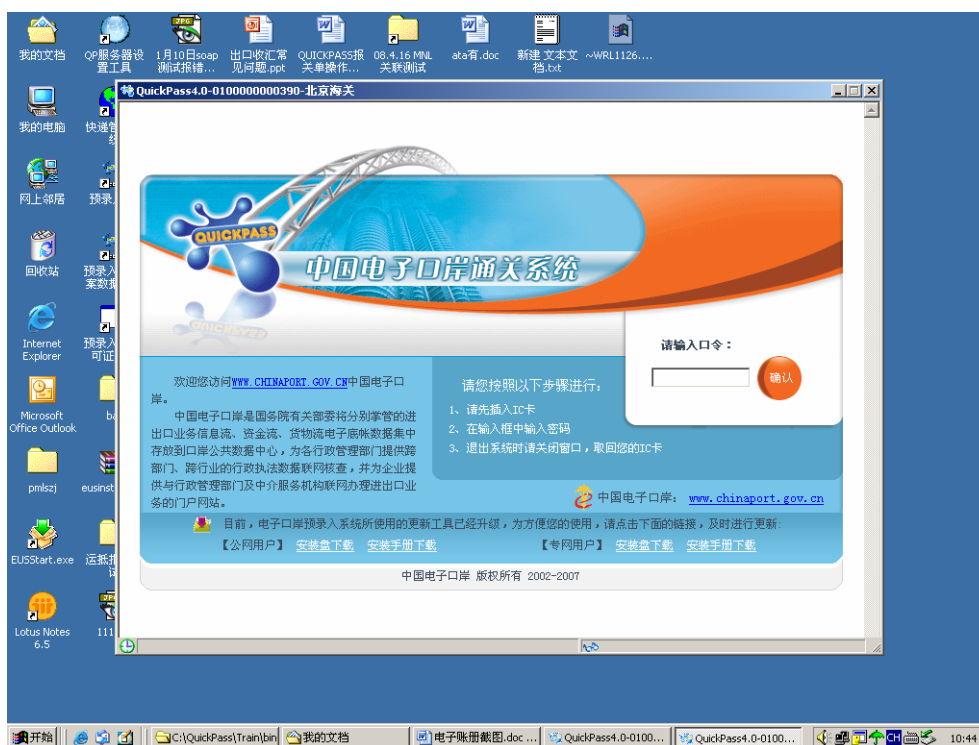 我的文档
QP服务器设
置工具
1月10日soap
测试报错...
出口收汇常
见问题.ppt
QUICKPASS报
关单操作...
08.4.16 MNL
关联测试
ata有.doc
新建 文本文
档.txt
~WRL1126....
QuickPass4.0-0100000000390-北京海关
我的电脑
网上邻居
预录
回收站
预录入
案数据
Internet
Explorer
预录入
可证
Microsoft
Office Outlook
ba
pmlszj
eusinst
EUSStart.exe
运抵报
Lotus Notes
6.5
111
QUICKPASS
中国电子口岸通关系统
请输入口令：
确认
欢迎您访问WWW.CHINAPORT.GOV.CN中国电子口
岸。
中国电子口岸是国务院有关部委将分别掌管的进
出口业务信息流、资金流、货物流电子底帐数据集中
存放到口岸公共数据中心，为各行政管理部门提供跨
部门、跨行业的行政执法数据联网核查，并为企业提
供与行政管理部门及中介服务机构联网办理进出口业
务的门户网站。
请您按照以下步骤进行：
1、请先插入IC卡
2、在输入框中输入密码
3、退出系统时请关闭窗口，取回您的IC卡
中国电子口岸： www.chinaport.gov.cn
目前，电子口岸预录入系统所使用的更新工具已经升级，为方便您的使用，请点击下面的链接，及时进行更新：
【公网用户】 安装盘下载 安装手册下载 【专网用户】 安装盘下载 安装手册下载
中国电子口岸 版权所有 2002-2007
开始
C:\QuickPass\Train\bin
我的文档
电子账册截图.doc ...
QuickPass4.0-0100...
QuickPass4.0-0100...
CH